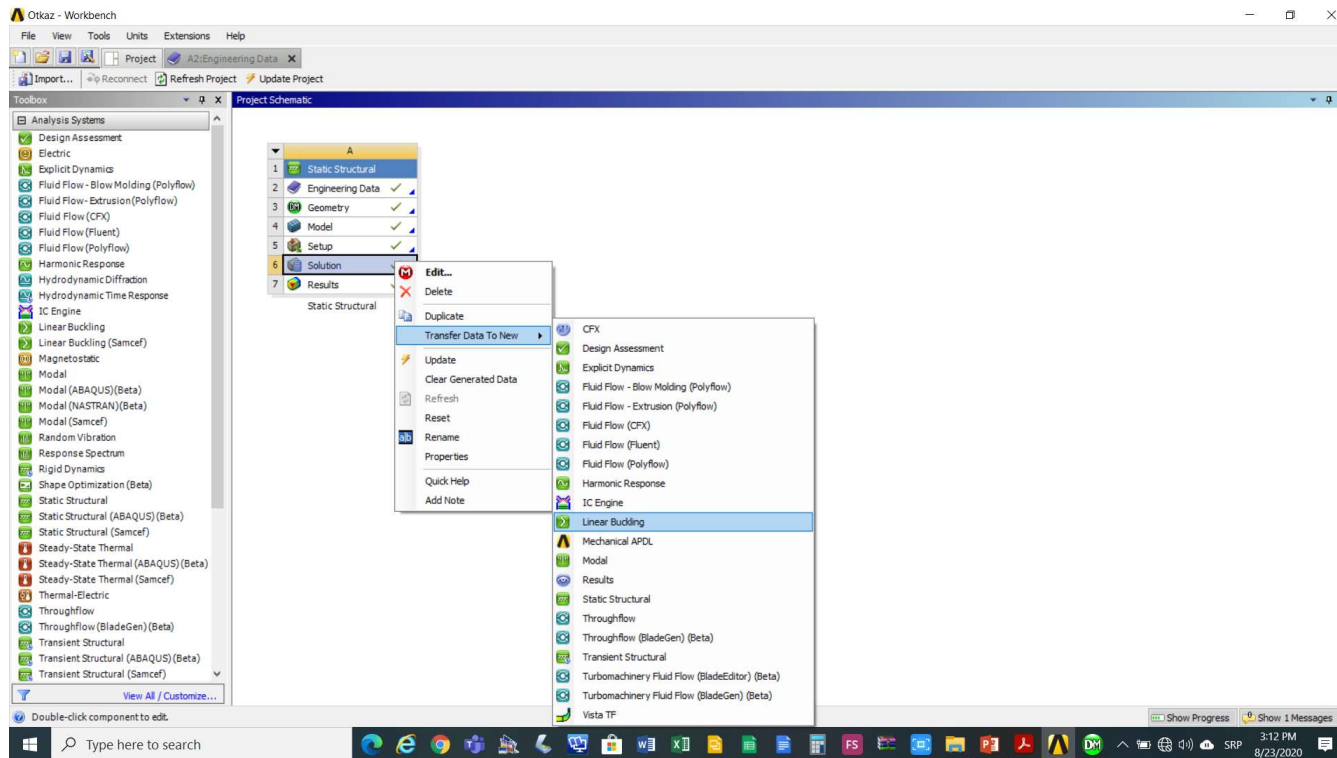 Otkaz - Workbench
File View Tools Units Extensions Help
Project A2:Engineering Data
Import... Reconnect Refresh Project Update Project
Toolbox
Analysis Systems
Design Assessment
Electric
Explicit Dynamics
Fluid Flow - Blow Molding (Polyflow)
Fluid Flow - Extrusion (Polyflow)
Fluid Flow (CFX)
Fluid Flow (Fluent)
Fluid Flow (Polyflow)
Harmonic Response
Hydrodynamic Diffraction
Hydrodynamic Time Response
IC Engine
Linear Buckling
Linear Buckling (Samcef)
Magnetostatic
Modal
Modal (ABAQUS)(Beta)
Modal (NASTRAN)(Beta)
Modal (Samcef)
Random Vibration
Response Spectrum
Rigid Dynamics
Shape Optimization (Beta)
Static Structural
Static Structural (ABAQUS)(Beta)
Static Structural (Samcef)
Steady-State Thermal
Steady-State Thermal (ABAQUS)(Beta)
Steady-State Thermal (Samcef)
Thermal-Electric
Throughflow
Throughflow (BladeGen)(Beta)
Transient Structural
Transient Structural (ABAQUS)(Beta)
Transient Structural (Samcef)
View All / Customize...
Project Schematic
A
1 Static Structural
2 Engineering Data
3 Geometry
4 Model
5 Setup
6 Solution
7 Results
Static Structural
Edit...
Delete
Duplicate
Transfer Data To New
Update
Clear Generated Data
Refresh
Reset
Rename
Properties
Quick Help
Add Note
CFX
Design Assessment
Explicit Dynamics
Fluid Flow - Blow Molding (Polyflow)
Fluid Flow - Extrusion (Polyflow)
Fluid Flow (CFX)
Fluid Flow (Fluent)
Fluid Flow (Polyflow)
Harmonic Response
IC Engine
Linear Buckling
Mechanical APDL
Modal
Results
Static Structural
Throughflow
Throughflow (BladeGen) (Beta)
Transient Structural
Turbomachinery Fluid Flow (BladeEditor) (Beta)
Turbomachinery Fluid Flow (BladeGen) (Beta)
Vista TF
Double-click component to edit.
Show Progress Show 1 Messages
Type here to search
FS
DM
SRP
3:12 PM
8/23/2020